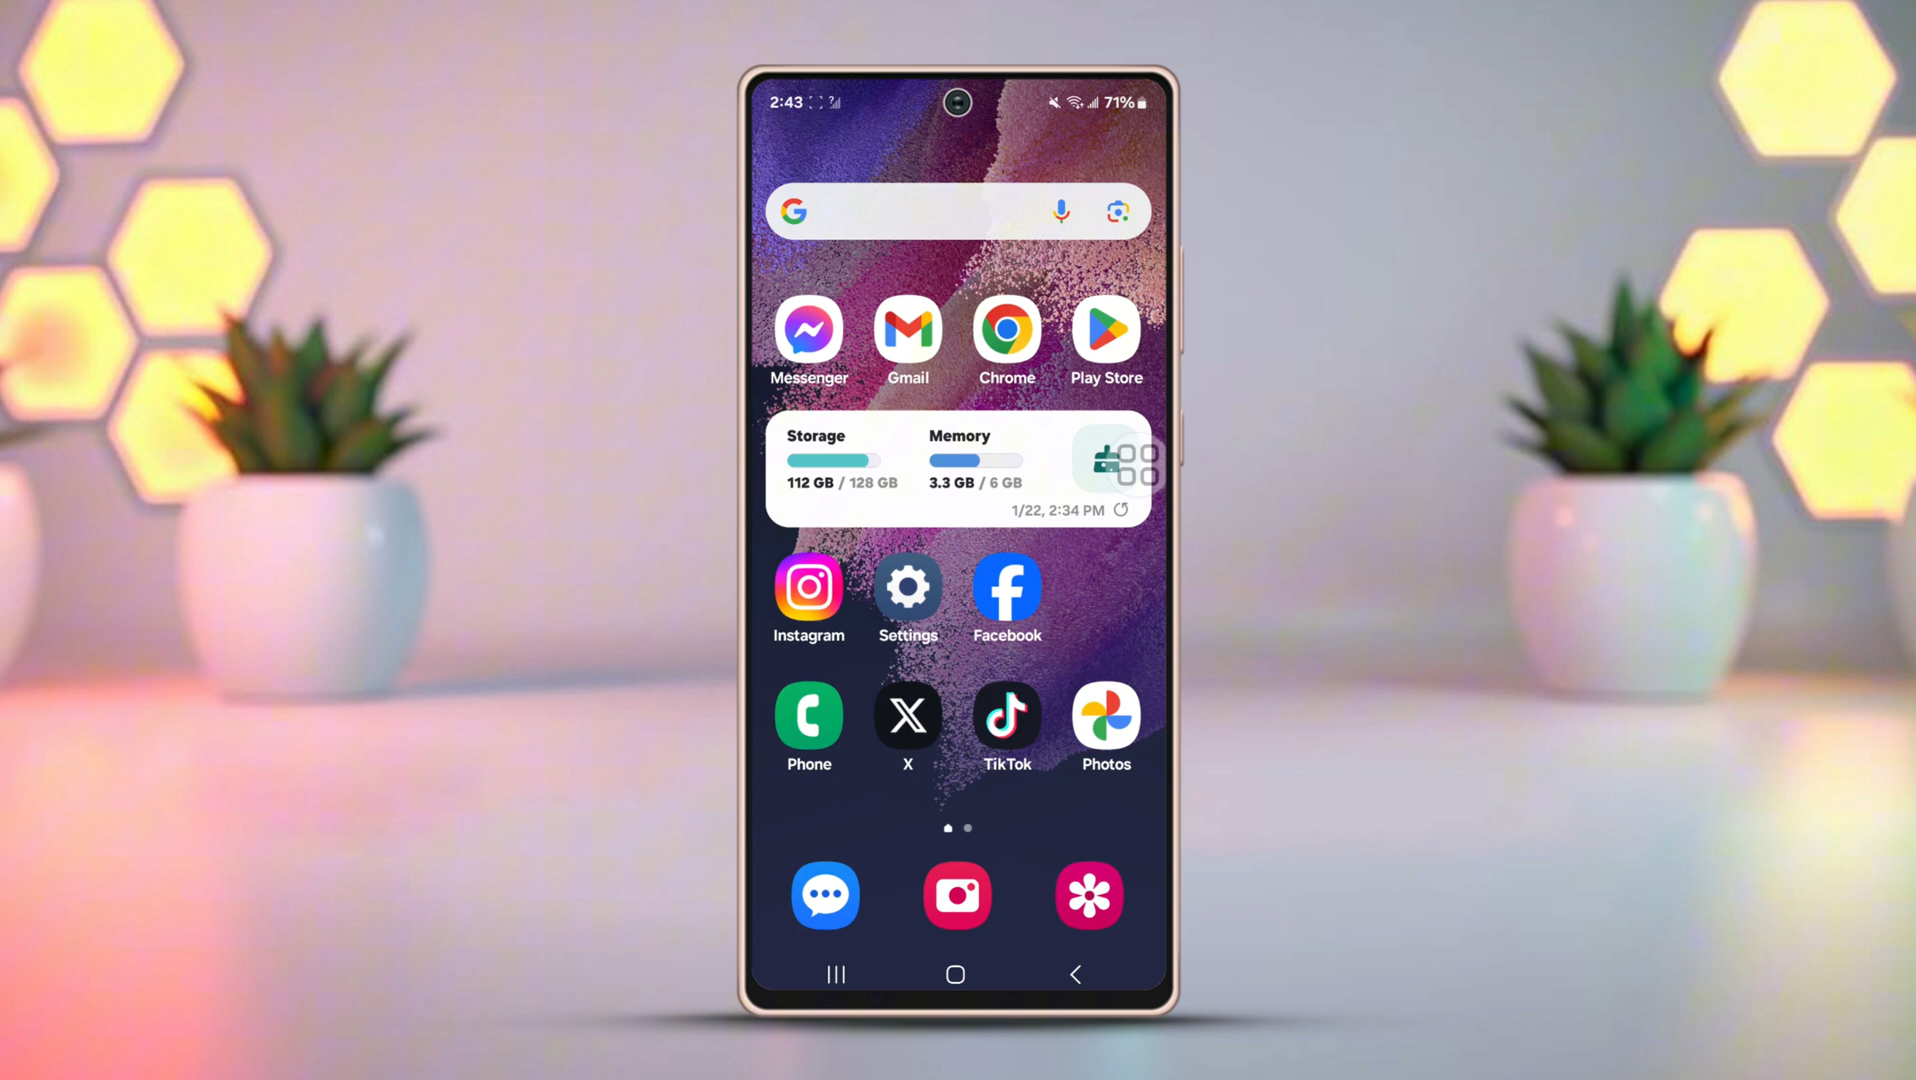 2:43 71%
Messenger Gmail Chrome Play Store
Storage Memory
112 GB / 128 GB 3.3 GB / 6 GB
1/22, 2:34 PM
Instagram Settings Facebook
Phone X TikTok Photos